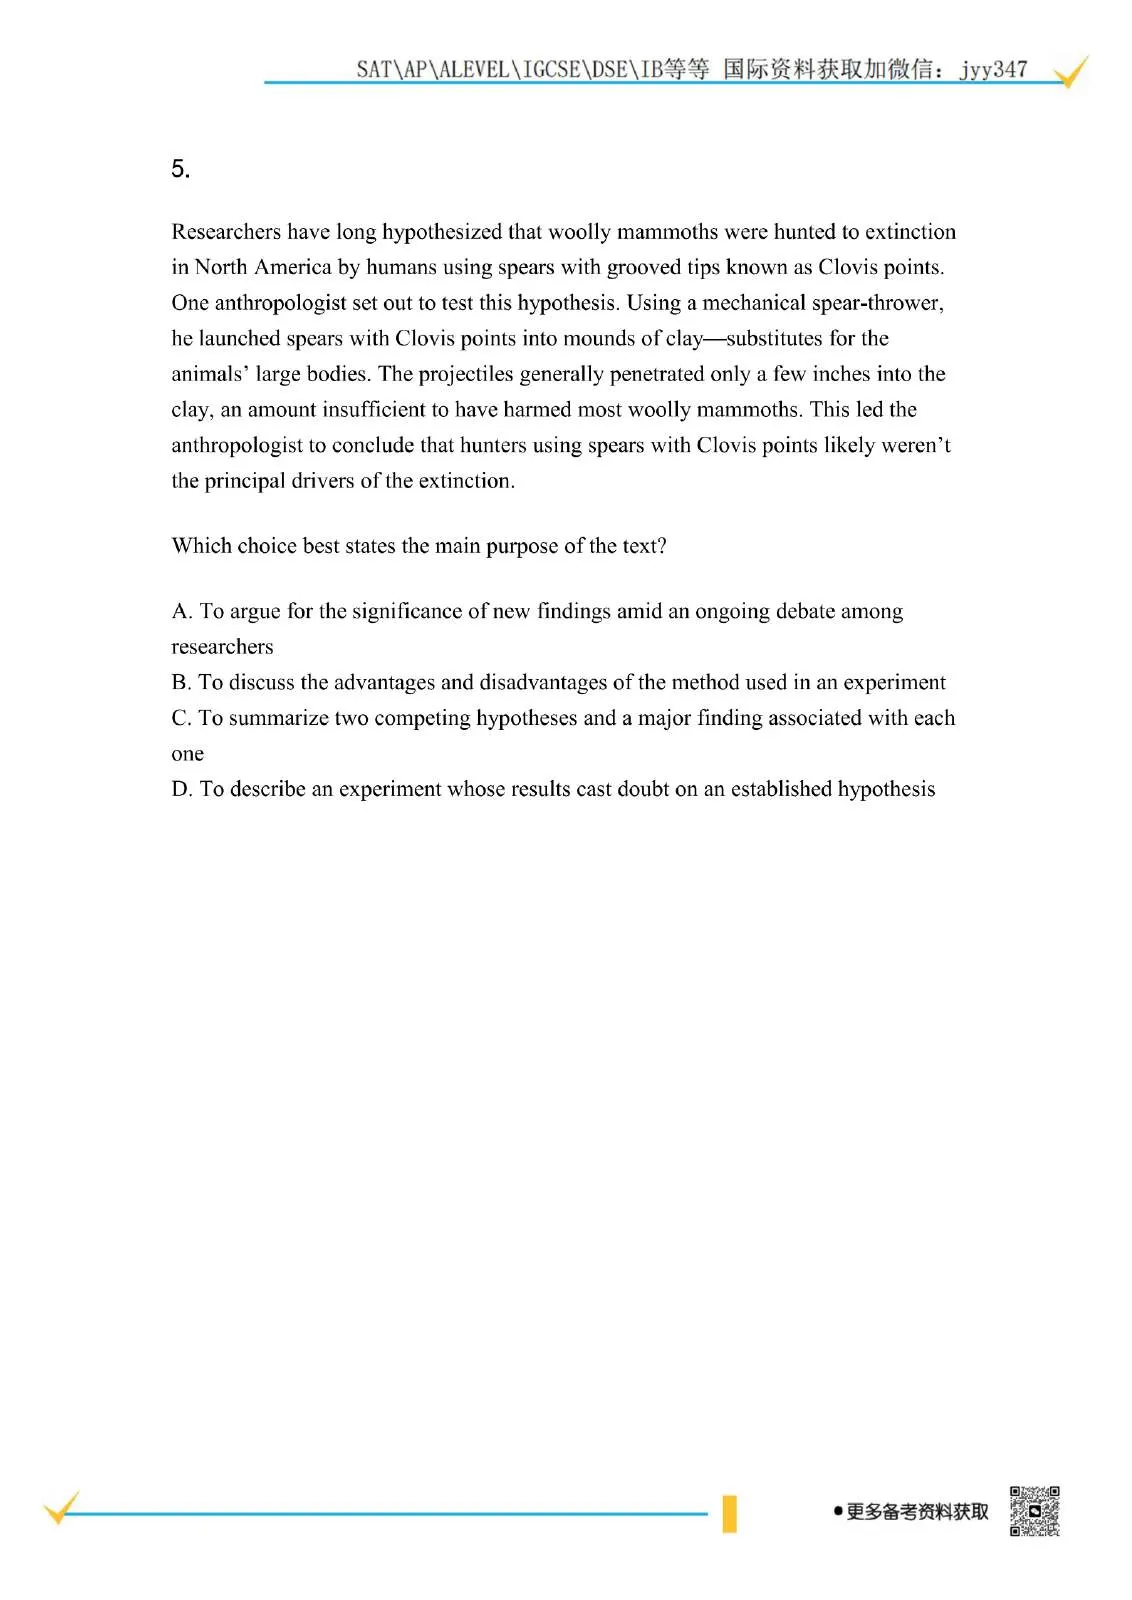 SAT\AP\ALEVEL\IGCSE\DSE\IB等等 国际资料获取加微信：jyy347
5.
Researchers have long hypothesized that woolly mammoths were hunted to extinction
in North America by humans using spears with grooved tips known as Clovis points.
One anthropologist set out to test this hypothesis. Using a mechanical spear-thrower,
he launched spears with Clovis points into mounds of clay—substitutes for the
animals’ large bodies. The projectiles generally penetrated only a few inches into the
clay, an amount insufficient to have harmed most woolly mammoths. This led the
anthropologist to conclude that hunters using spears with Clovis points likely weren’t
the principal drivers of the extinction.
Which choice best states the main purpose of the text?
A. To argue for the significance of new findings amid an ongoing debate among
researchers
B. To discuss the advantages and disadvantages of the method used in an experiment
C. To summarize two competing hypotheses and a major finding associated with each
one
D. To describe an experiment whose results cast doubt on an established hypothesis
•更多备考资料获取